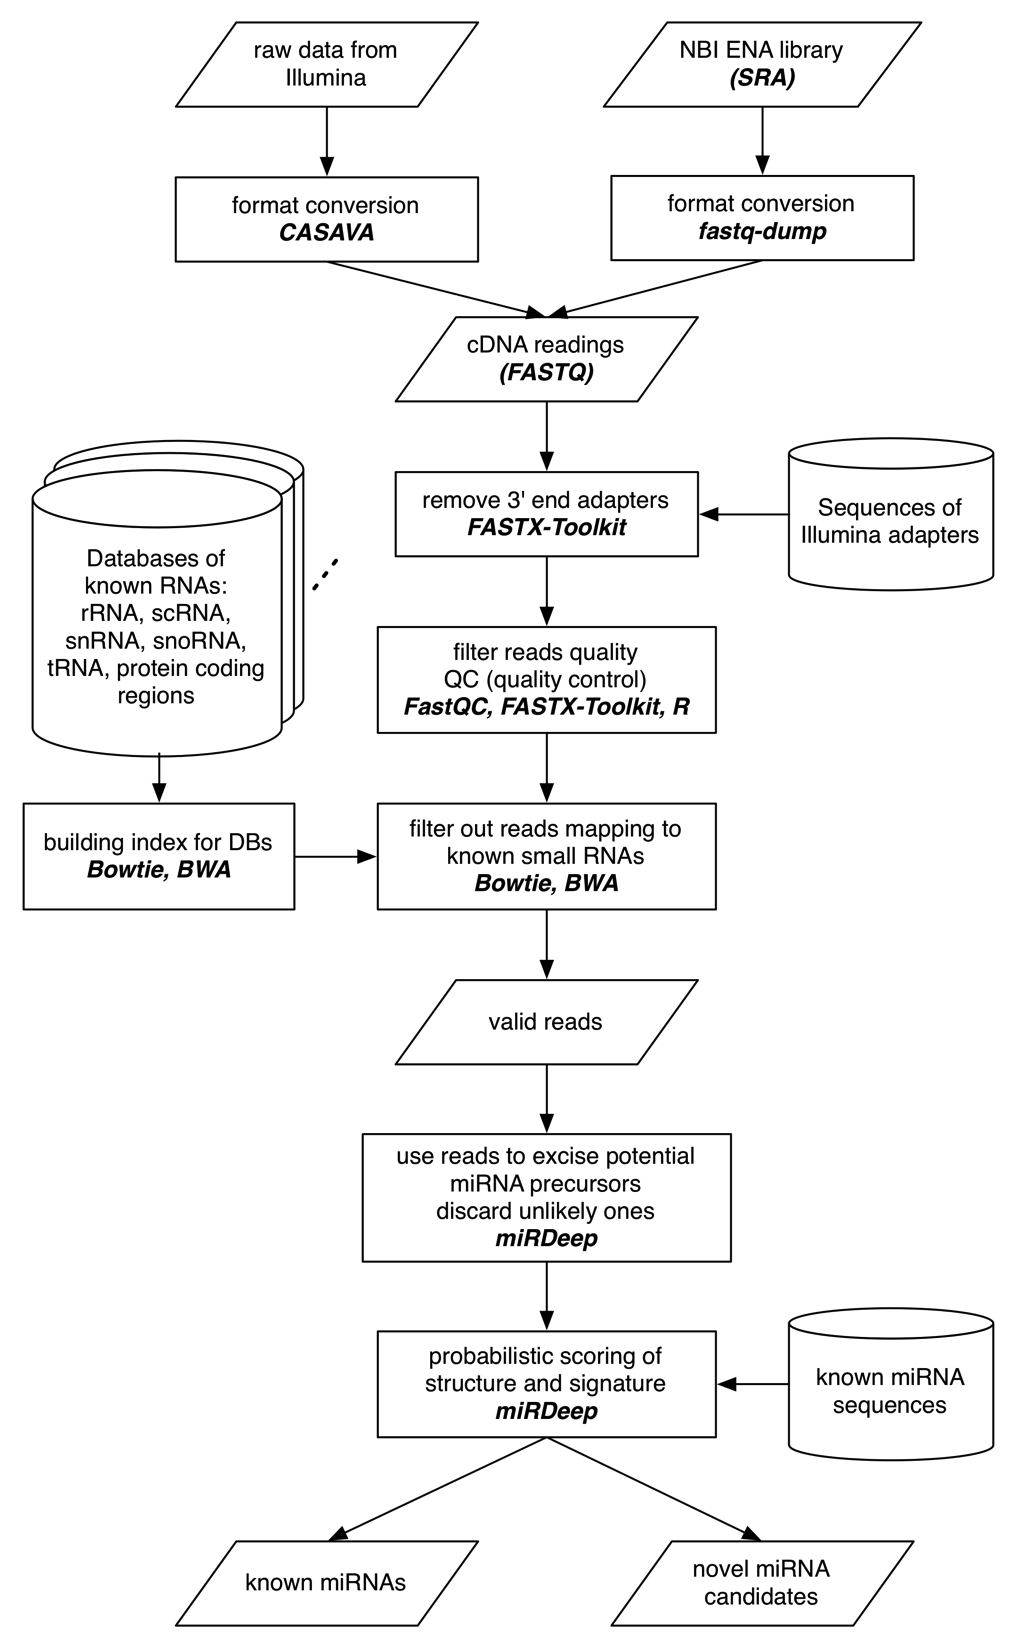 raw data from
Illumina
NBI ENA library
(SRA)
format conversion
CASAVA
format conversion
fastq-dump
cDNA readings
(FASTQ)
remove 3' end adapters
FASTX-Toolkit
Sequences of
Illumina adapters
Databases of
known RNAs:
rRNA, scRNA,
snRNA, snoRNA,
tRNA, protein coding
regions
filter reads quality
QC (quality control)
FastQC, FASTX-Toolkit, R
building index for DBs
Bowtie, BWA
filter out reads mapping to
known small RNAs
Bowtie, BWA
valid reads
use reads to excise potential
miRNA precursors
discard unlikely ones
miRDeep
probabilistic scoring of
structure and signature
miRDeep
known miRNA
sequences
known miRNAs
novel miRNA
candidates